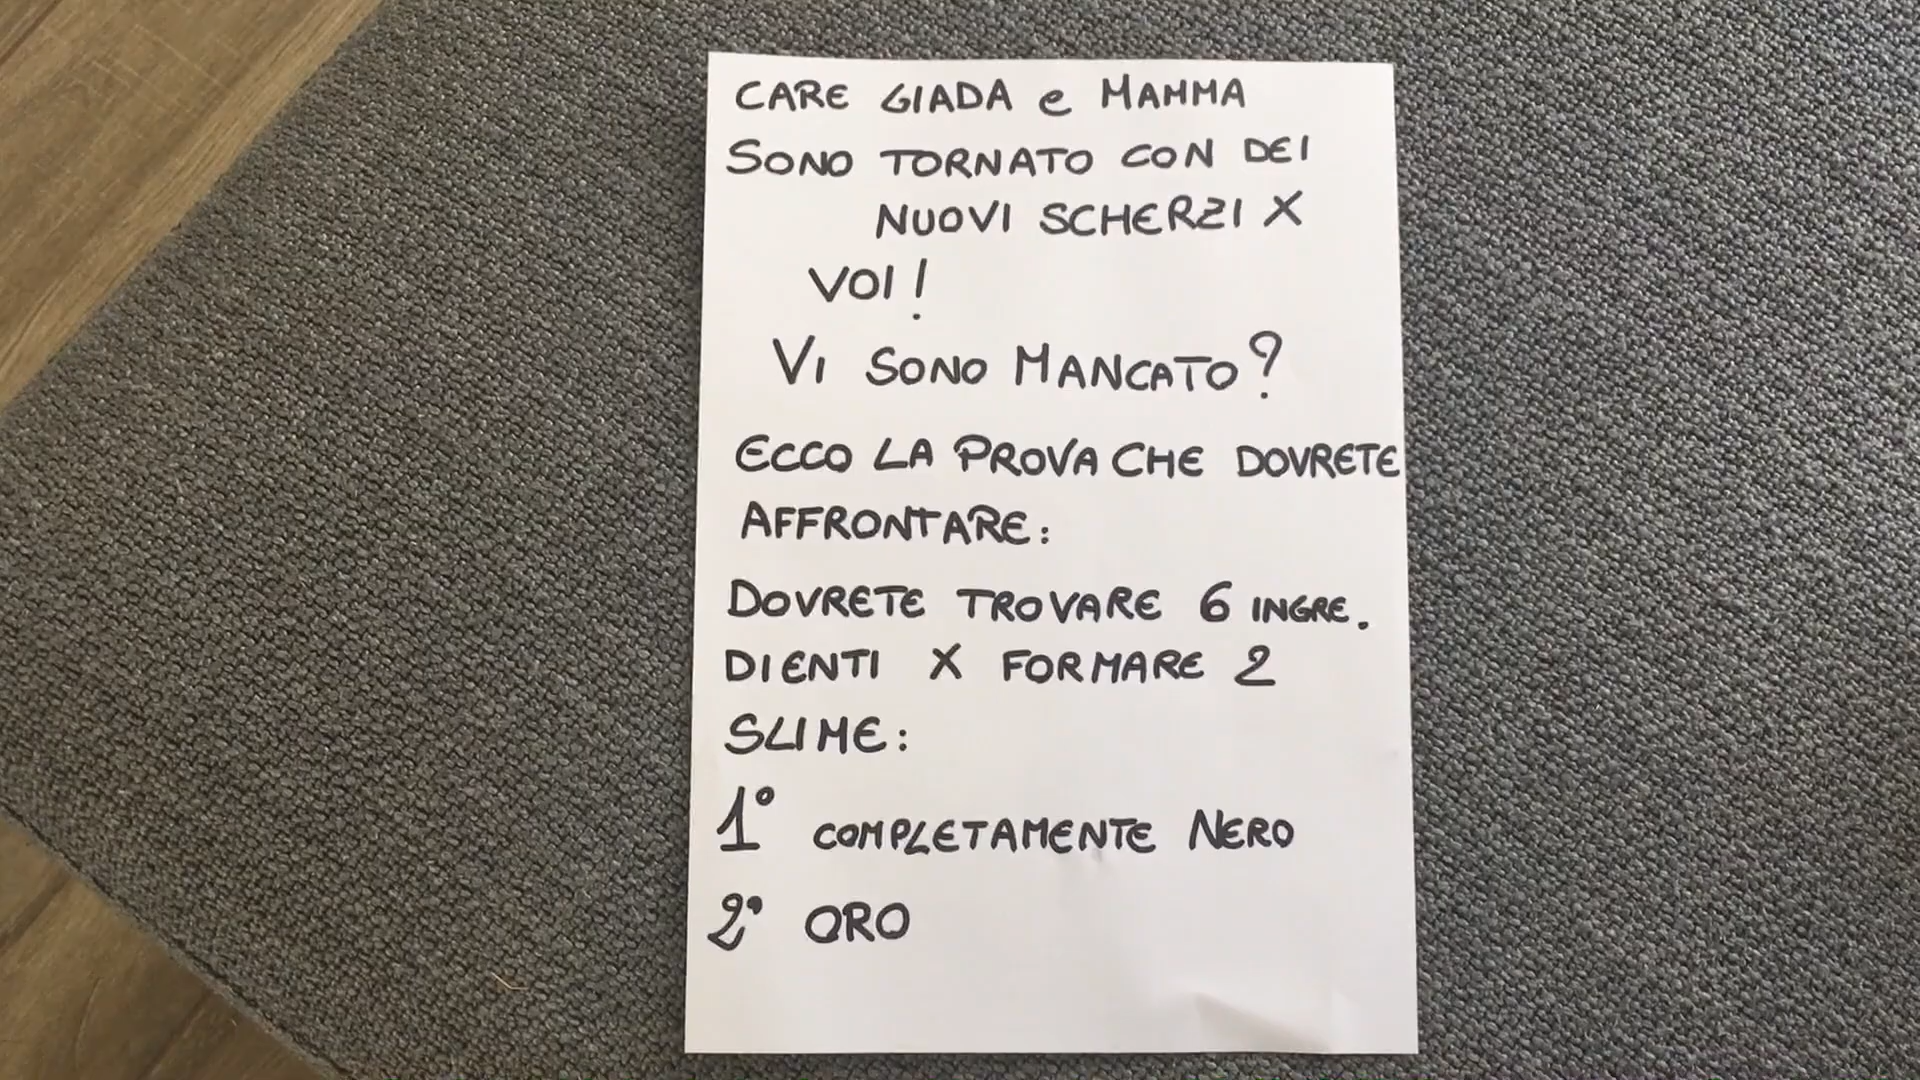 CARE GIADA e MAMMA
SONO TORNATO CON DEI
NUOVI SCHERZI X
VOI!
VI SONO MANCATO?
ECCO LA PROVA CHE DOVRETE
AFFRONTARE:
DOVRETE TROVARE 6 INGRE.
DIENTI X FORMARE 2
SLIME:
1° COMPLETAMENTE NERO
2° ORO